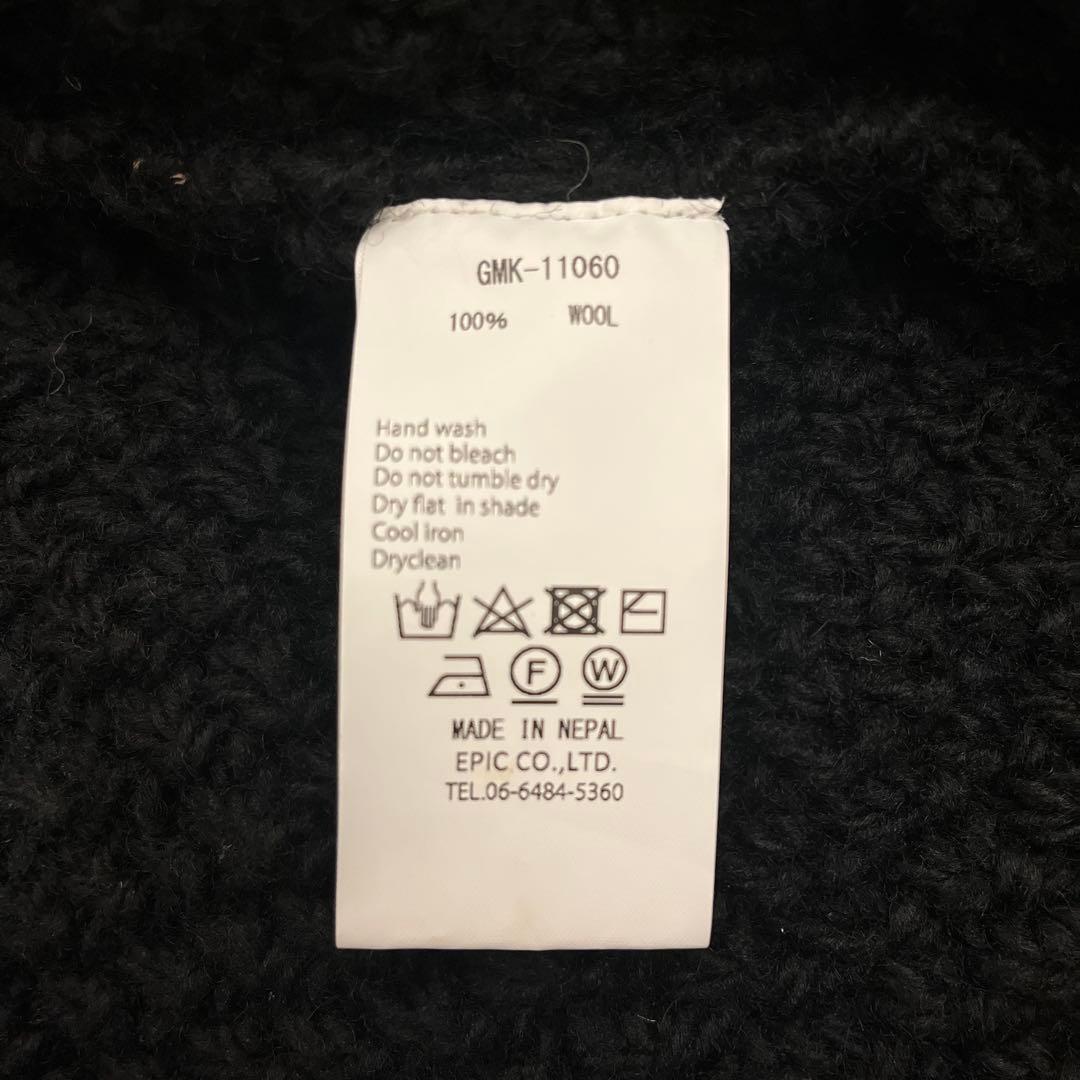 GMK-11060
100% WOOL
Hand wash
Do not bleach
Do not tumble dry
Dry flat in shade
Cool iron
Dryclean
F W
MADE IN NEPAL
EPIC CO.,LTD.
TEL.06-6484-5360